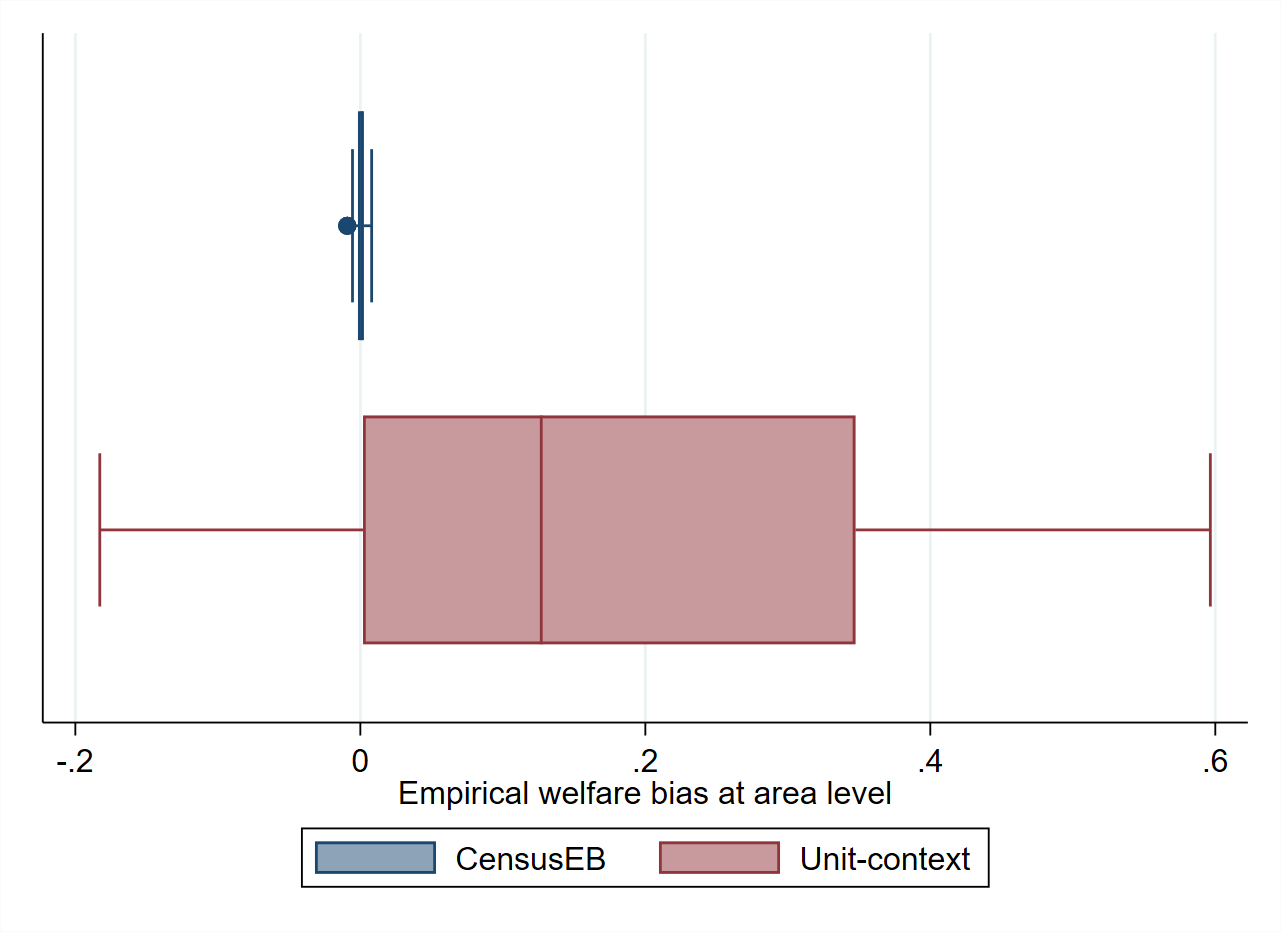 -.2 0 .2 .4 .6
Empirical welfare bias at area level
CensusEB Unit-context